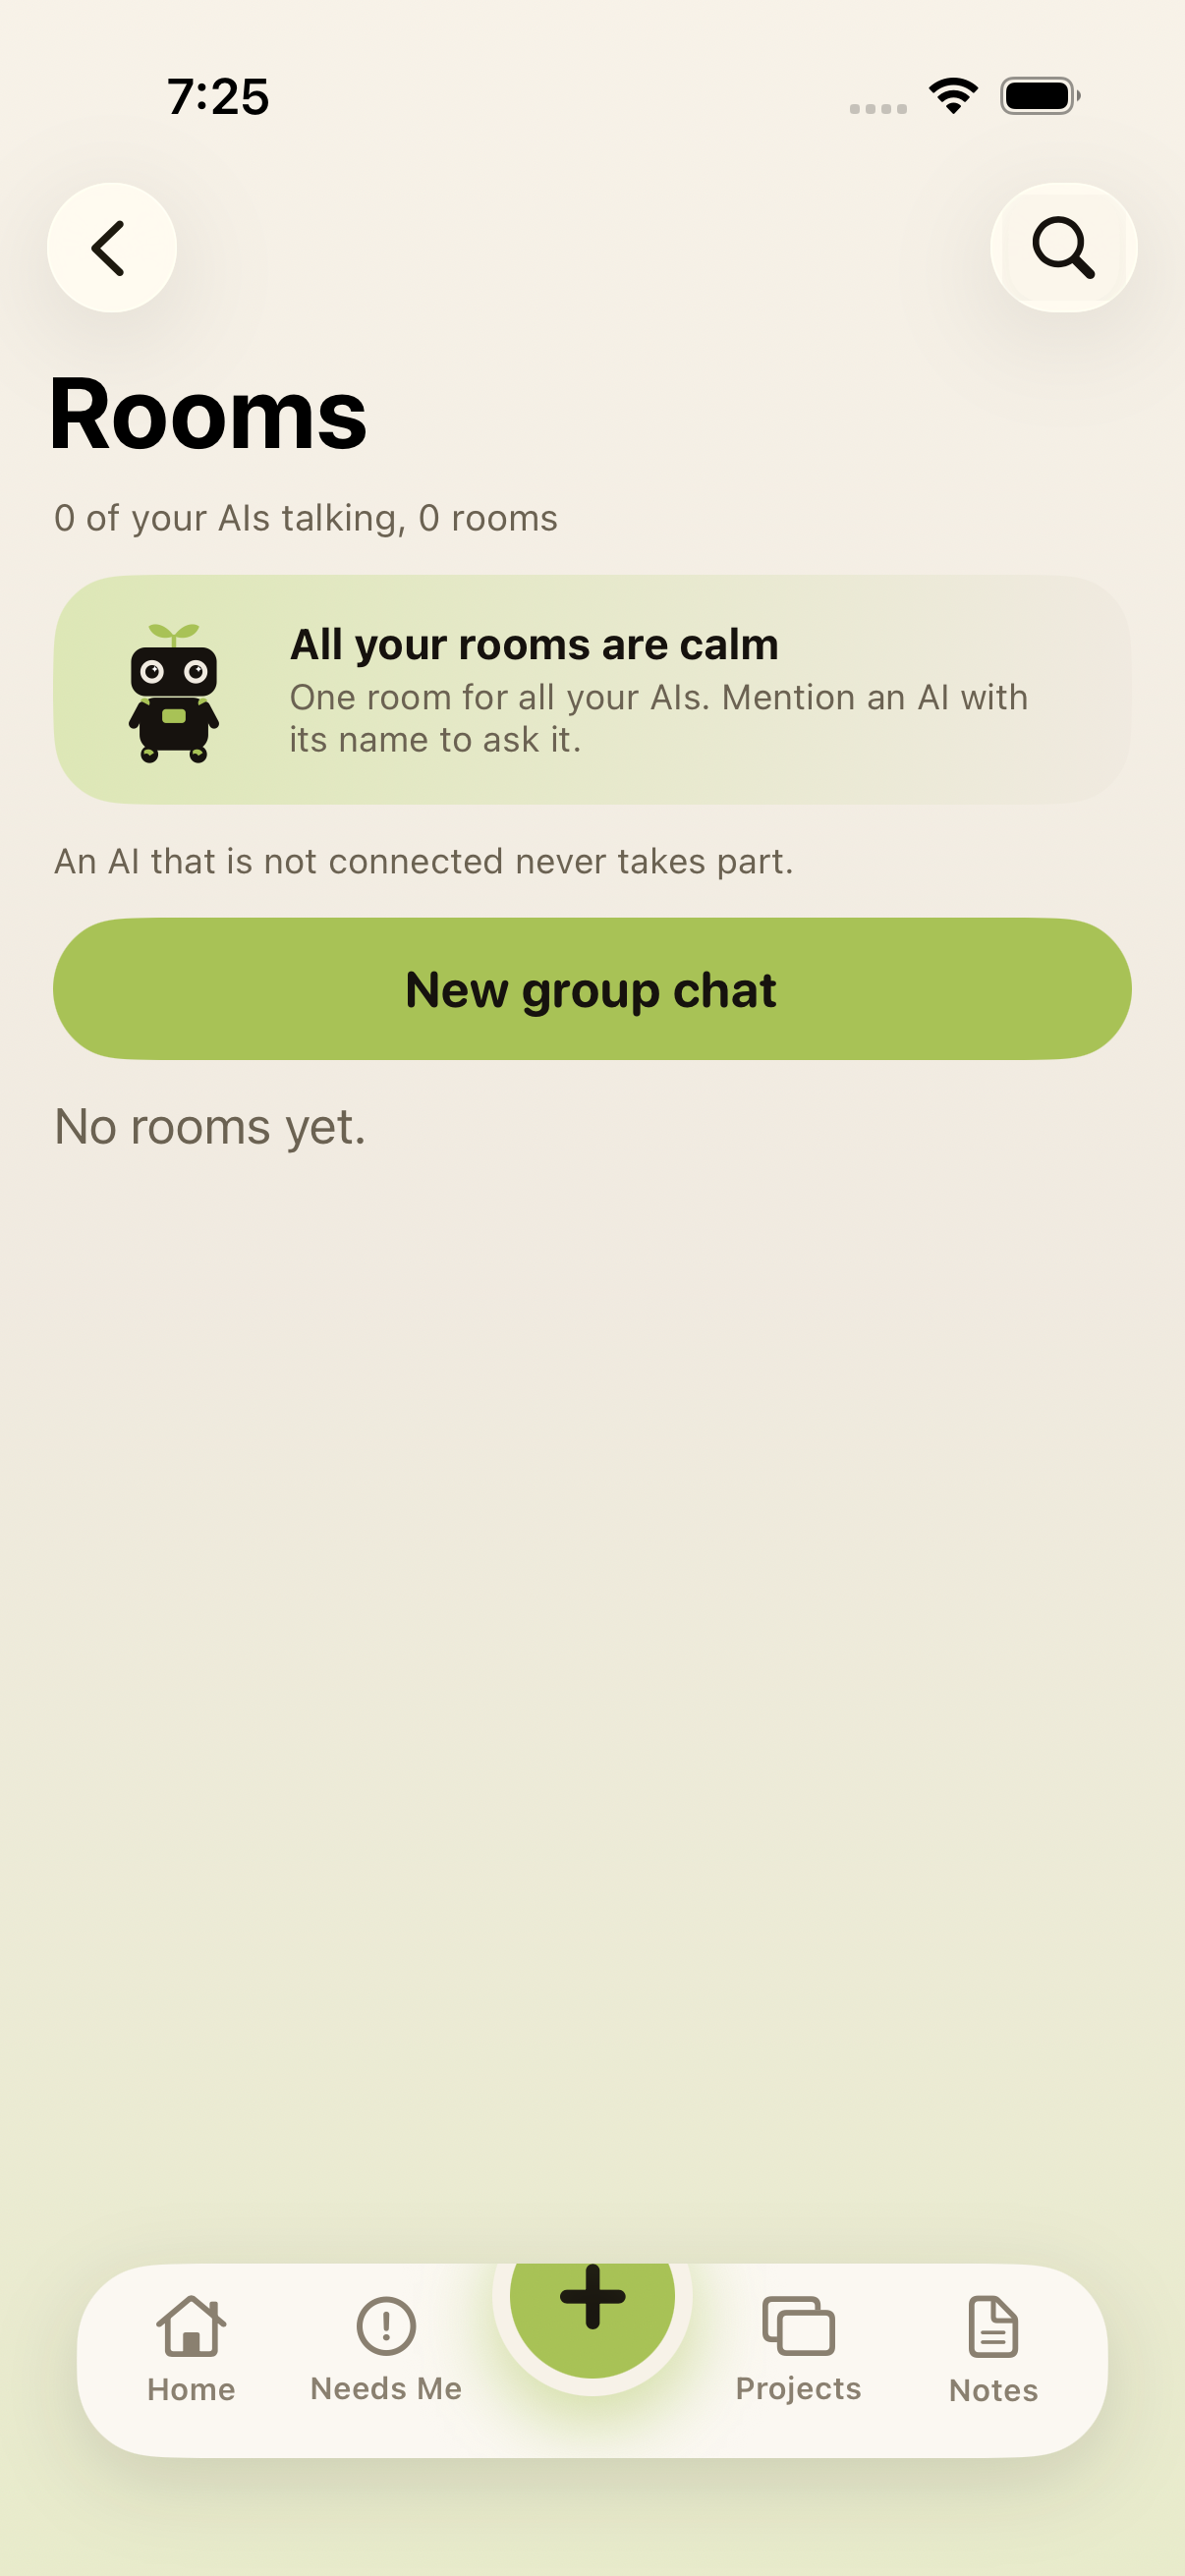 7:25
Rooms
0 of your AIs talking, 0 rooms
All your rooms are calm
One room for all your AIs. Mention an AI with
its name to ask it.
An AI that is not connected never takes part.
New group chat
No rooms yet.
Home
Needs Me
Projects
Notes